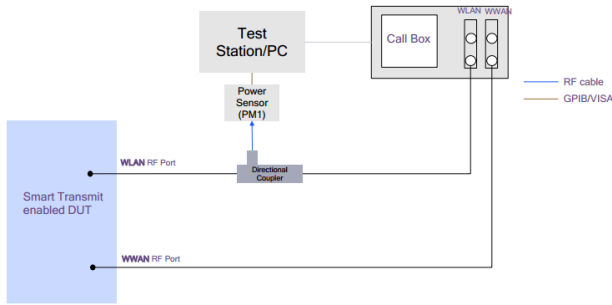 WLAN WWAN
Test
Station/PC
Call Box
RF cable
GPIB/VISA
Power
Sensor
(PM1)
WLAN RF Port
Directional
Coupler
Smart Transmit
enabled DUT
WWAN RF Port